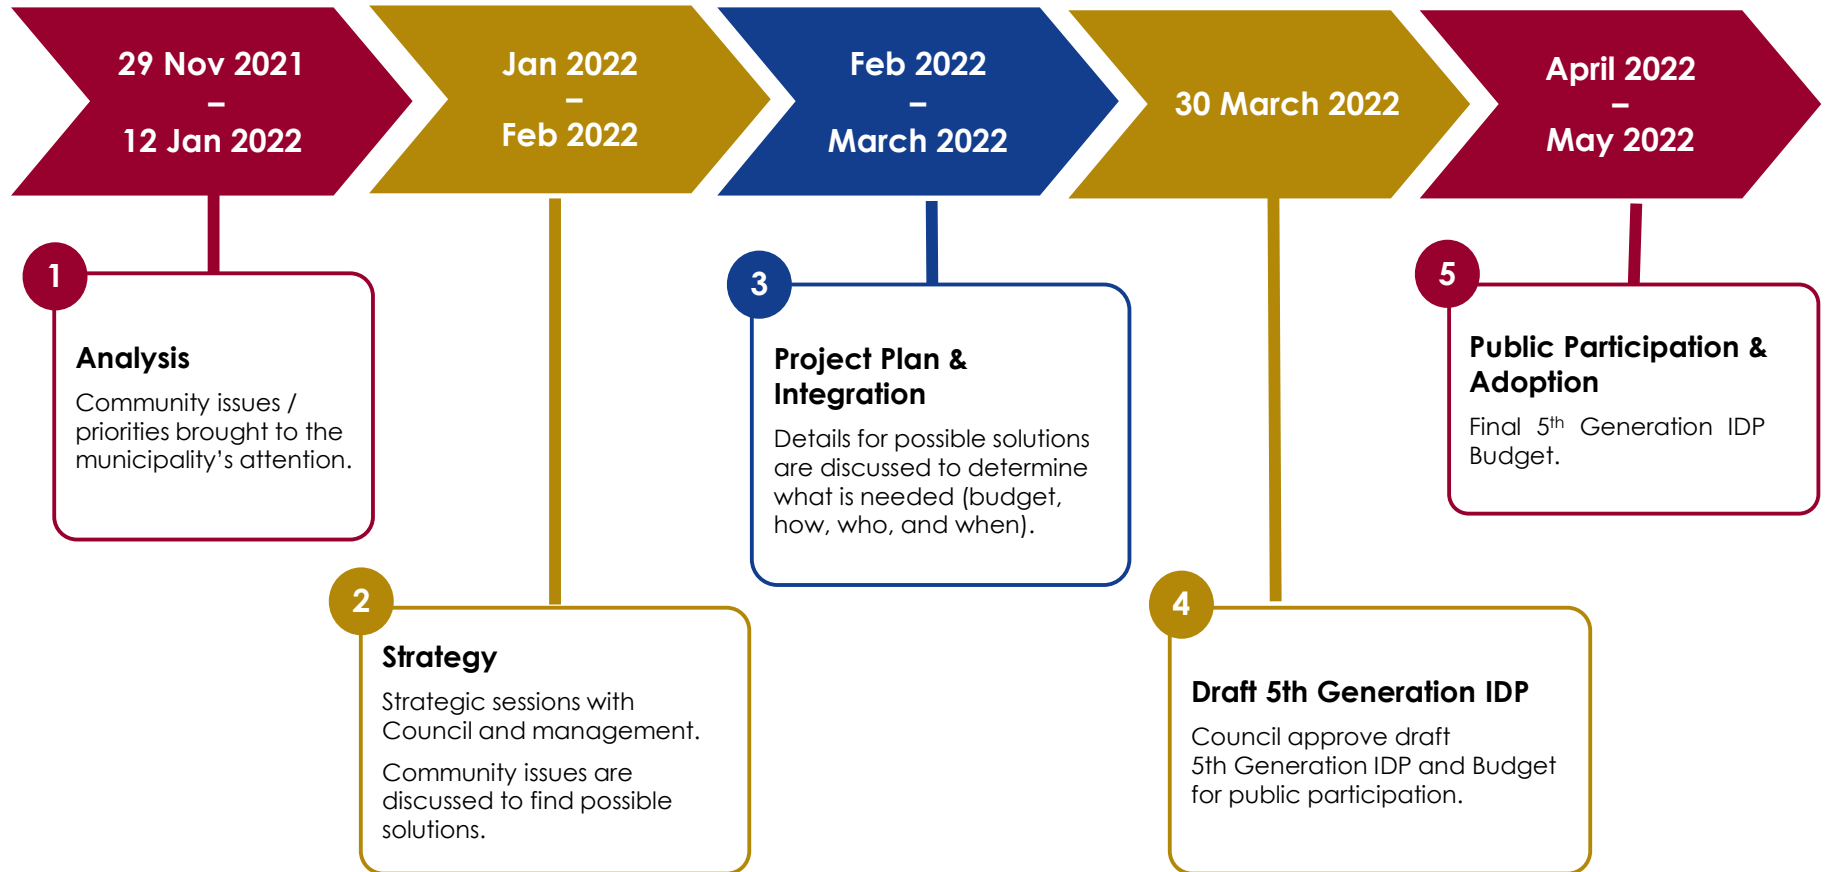 29 Nov 2021
–
12 Jan 2022
Jan 2022
–
Feb 2022
Feb 2022
–
March 2022
30 March 2022
April 2022
–
May 2022
1
Analysis
Community issues /
priorities brought to the
municipality’s attention.
2
Strategy
Strategic sessions with
Council and management.
Community issues are
discussed to find possible
solutions.
3
Project Plan &
Integration
Details for possible solutions
are discussed to determine
what is needed (budget,
how, who, and when).
4
Draft 5th Generation IDP
Council approve draft
5th Generation IDP and Budget
for public participation.
5
Public Participation &
Adoption
Final 5th Generation IDP
Budget.